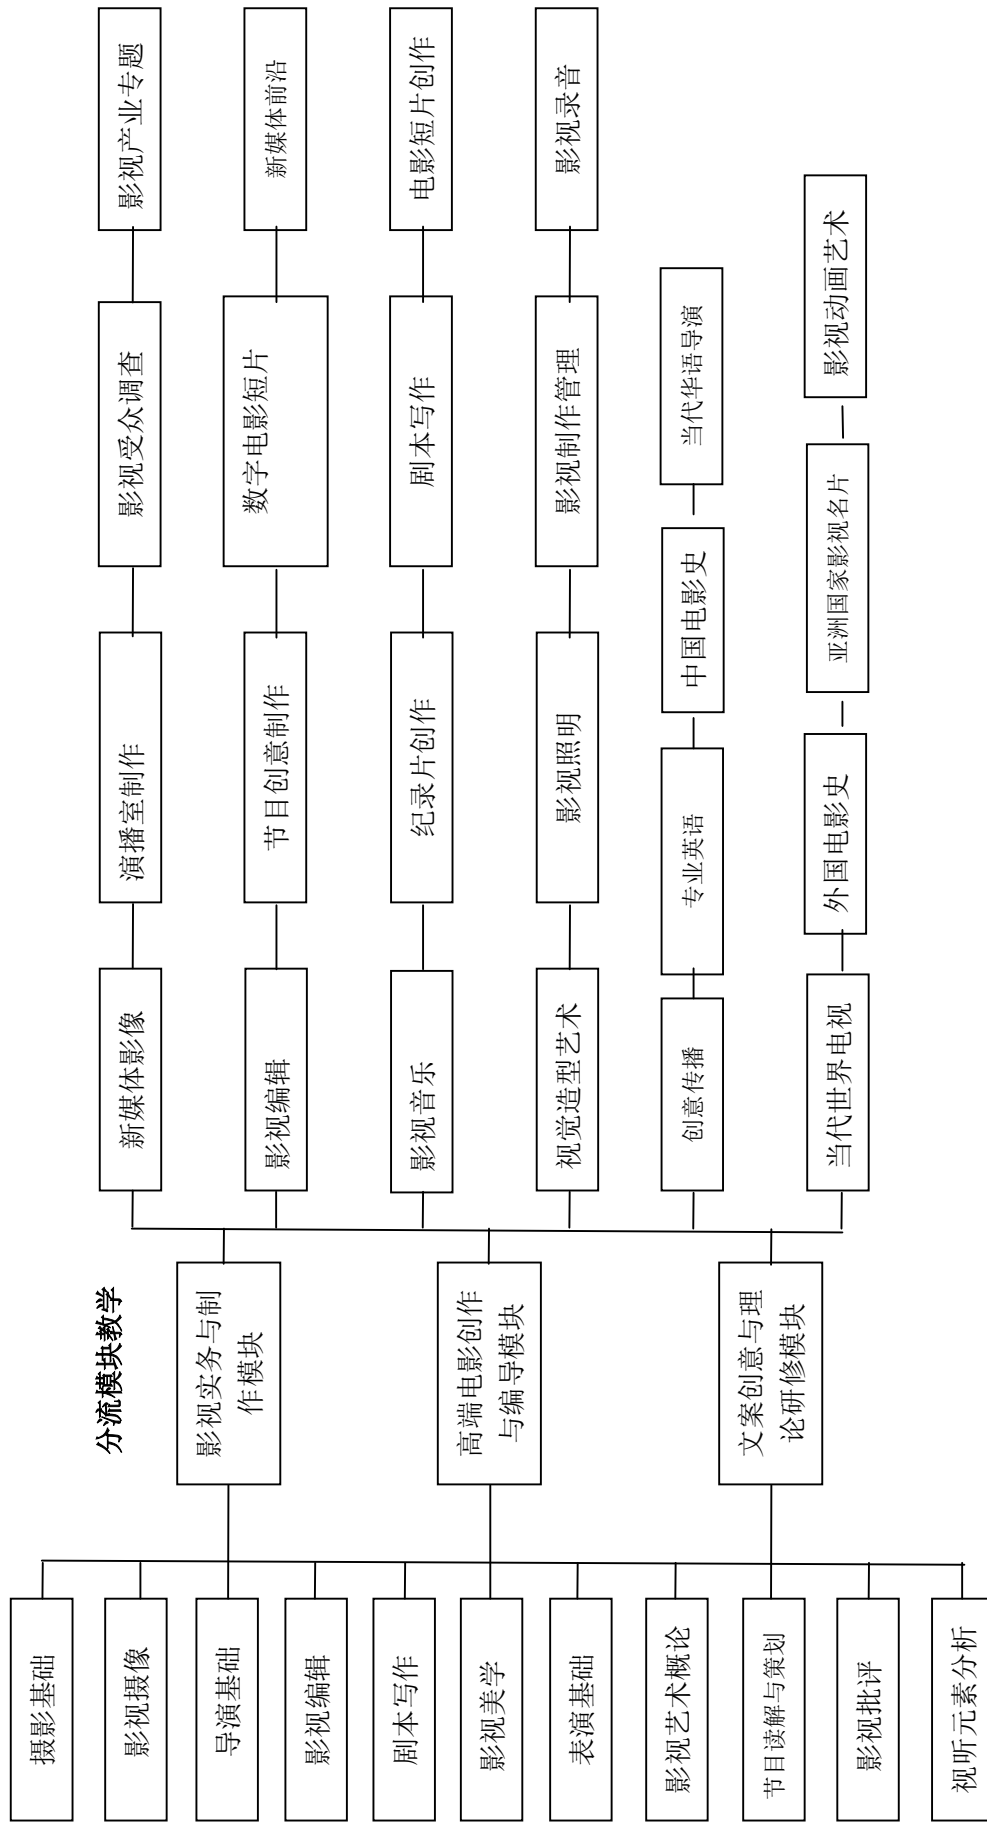 分流模块教学
摄影基础
影视摄像
导演基础
影视编辑
剧本写作
影视美学
表演基础
影视艺术概论
节目读解与策划
影视批评
视听元素分析
影视实务与制
作模块
高端电影创作
与编导模块
文案创意与理
论研修模块
新媒体影像
演播室制作
影视受众调查
影视产业专题
影视编辑
节目创意制作
数字电影短片
新媒体前沿
影视音乐
纪录片创作
剧本写作
电影短片创作
视觉造型艺术
影视照明
影视制作管理
影视录音
创意传播
专业英语
中国电影史
当代华语导演
当代世界电视
外国电影史
亚洲国家影视名片
影视动画艺术